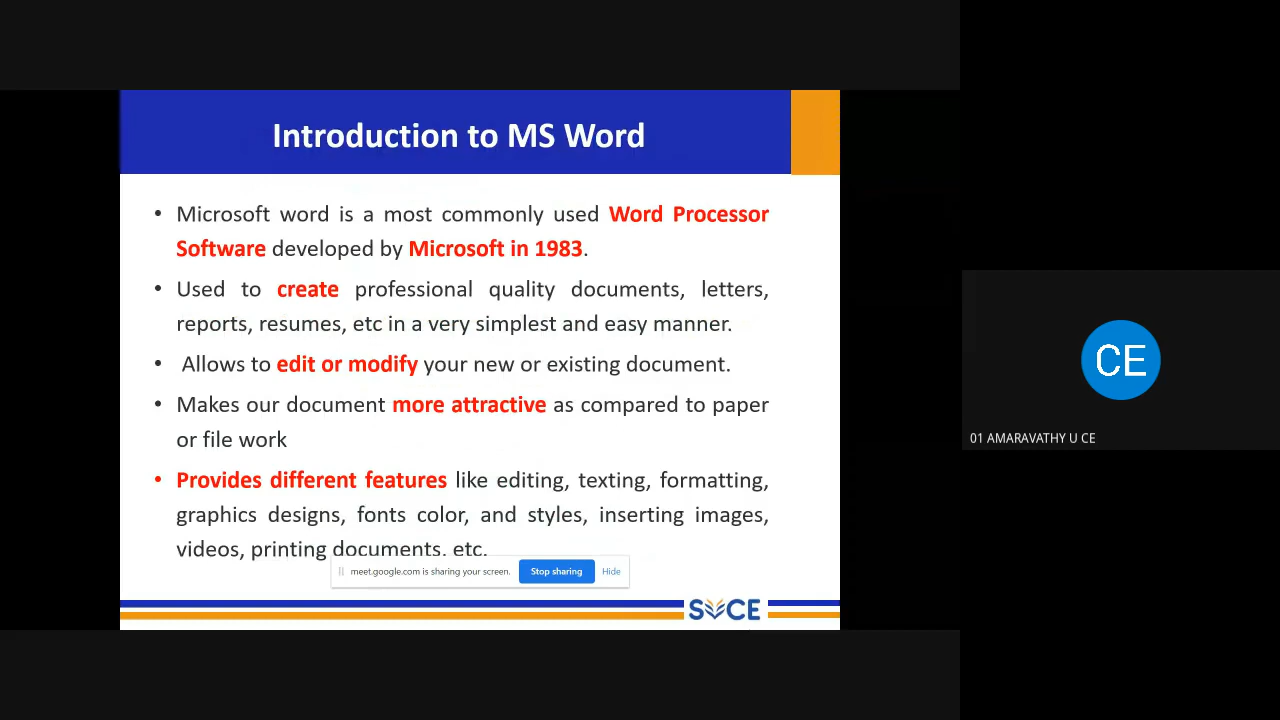 Introduction to MS Word
• Microsoft word is a most commonly used Word Processor
Software developed by Microsoft in 1983.
• Used to create professional quality documents, letters,
reports, resumes, etc in a very simplest and easy manner.
• Allows to edit or modify your new or existing document.
• Makes our document more attractive as compared to paper
or file work
• Provides different features like editing, texting, formatting,
graphics designs, fonts color, and styles, inserting images,
videos, printing documents, etc.
meet.google.com is sharing your screen. Stop sharing Hide
SVCE
CE
01 AMARAVATHY U CE